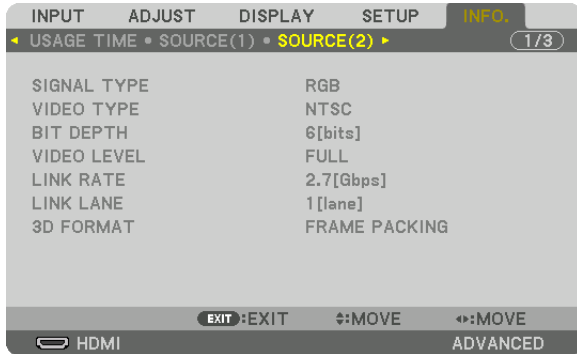 INPUT ADJUST DISPLAY SETUP INFO.
◂ USAGE TIME • SOURCE(1) • SOURCE(2) ▸ 1/3
SIGNAL TYPE RGB
VIDEO TYPE NTSC
BIT DEPTH 6[bits]
VIDEO LEVEL FULL
LINK RATE 2.7[Gbps]
LINK LANE 1[lane]
3D FORMAT FRAME PACKING
EXIT :EXIT ◆:MOVE ◂▸:MOVE
HDMI ADVANCED